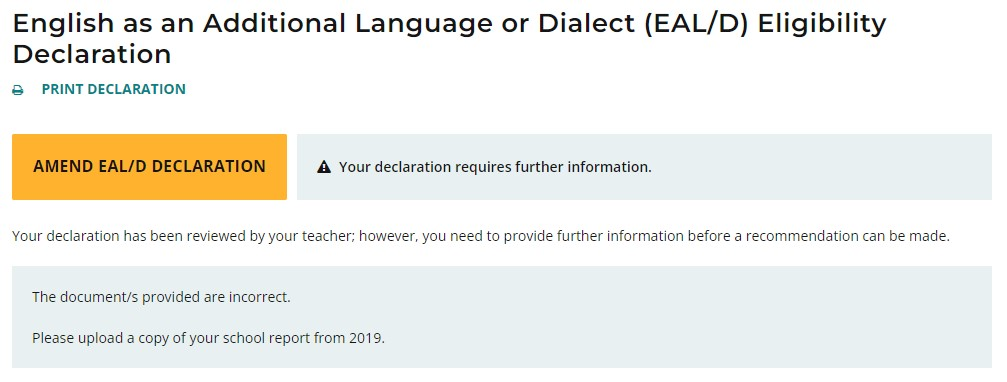 English as an Additional Language or Dialect (EAL/D) Eligibility
Declaration
PRINT DECLARATION
AMEND EAL/D DECLARATION
Your declaration requires further information.
Your declaration has been reviewed by your teacher; however, you need to provide further information before a recommendation can be made.
The document/s provided are incorrect.
Please upload a copy of your school report from 2019.